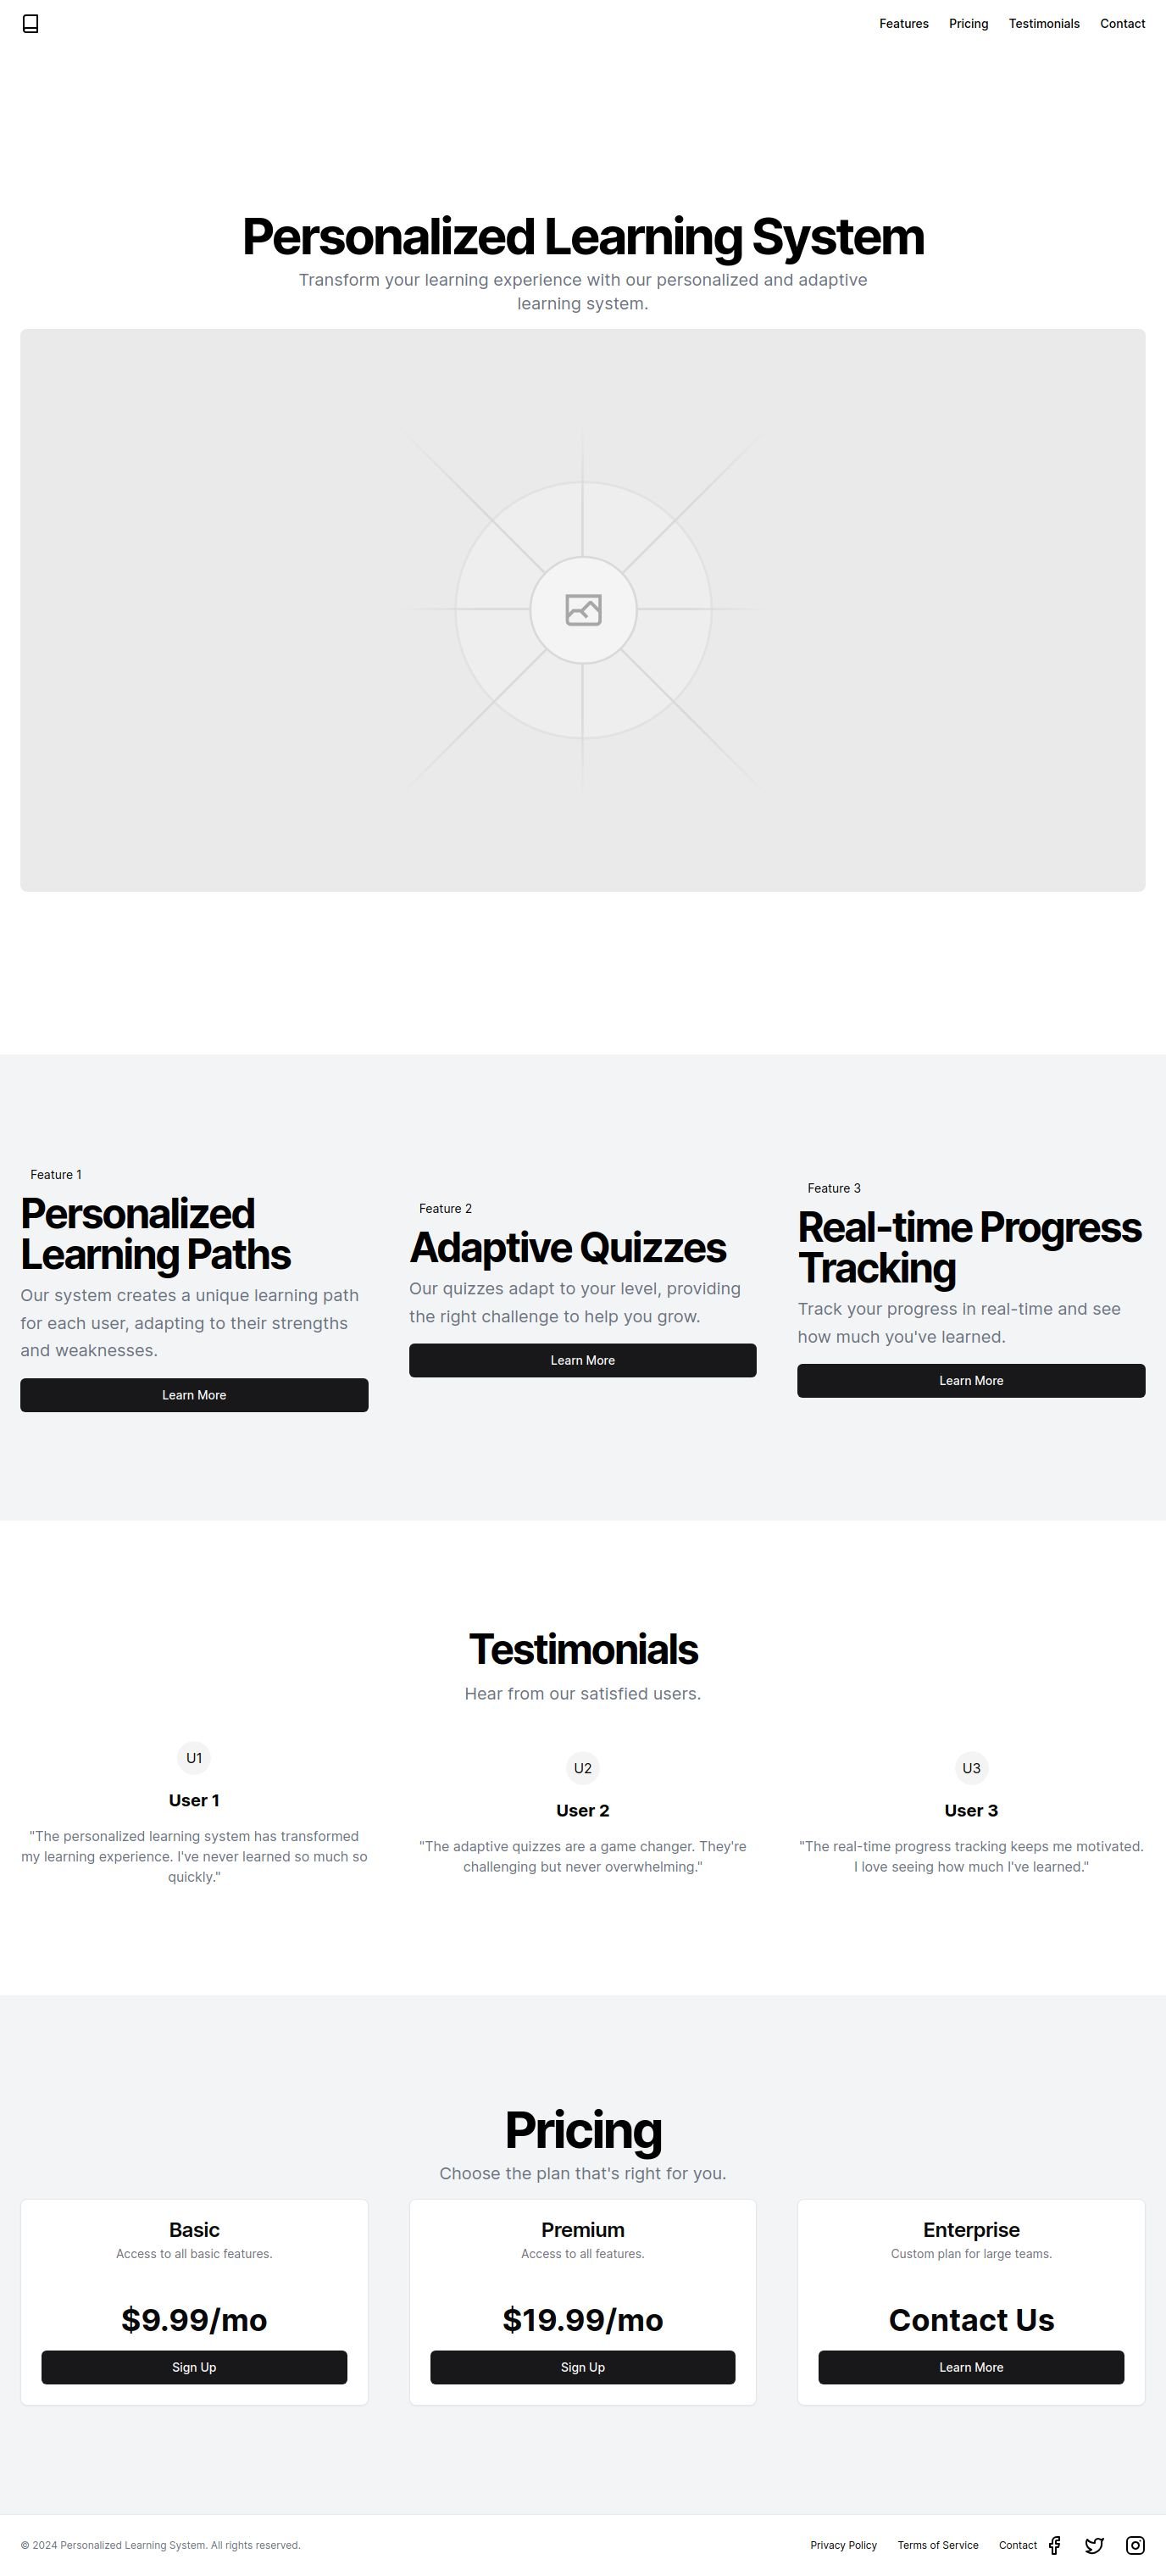 Features Pricing Testimonials Contact
Personalized Learning System
Transform your learning experience with our personalized and adaptive
learning system.
Feature 1
Personalized
Learning Paths
Our system creates a unique learning path
for each user, adapting to their strengths
and weaknesses.
Learn More
Feature 2
Adaptive Quizzes
Our quizzes adapt to your level, providing
the right challenge to help you grow.
Learn More
Feature 3
Real-time Progress
Tracking
Track your progress in real-time and see
how much you've learned.
Learn More
Testimonials
Hear from our satisfied users.
U1
User 1
"The personalized learning system has transformed
my learning experience. I've never learned so much so
quickly."
U2
User 2
"The adaptive quizzes are a game changer. They're
challenging but never overwhelming."
U3
User 3
"The real-time progress tracking keeps me motivated.
I love seeing how much I've learned."
Pricing
Choose the plan that's right for you.
Basic
Access to all basic features.
$9.99/mo
Sign Up
Premium
Access to all features.
$19.99/mo
Sign Up
Enterprise
Custom plan for large teams.
Contact Us
Learn More
© 2024 Personalized Learning System. All rights reserved.
Privacy Policy Terms of Service Contact